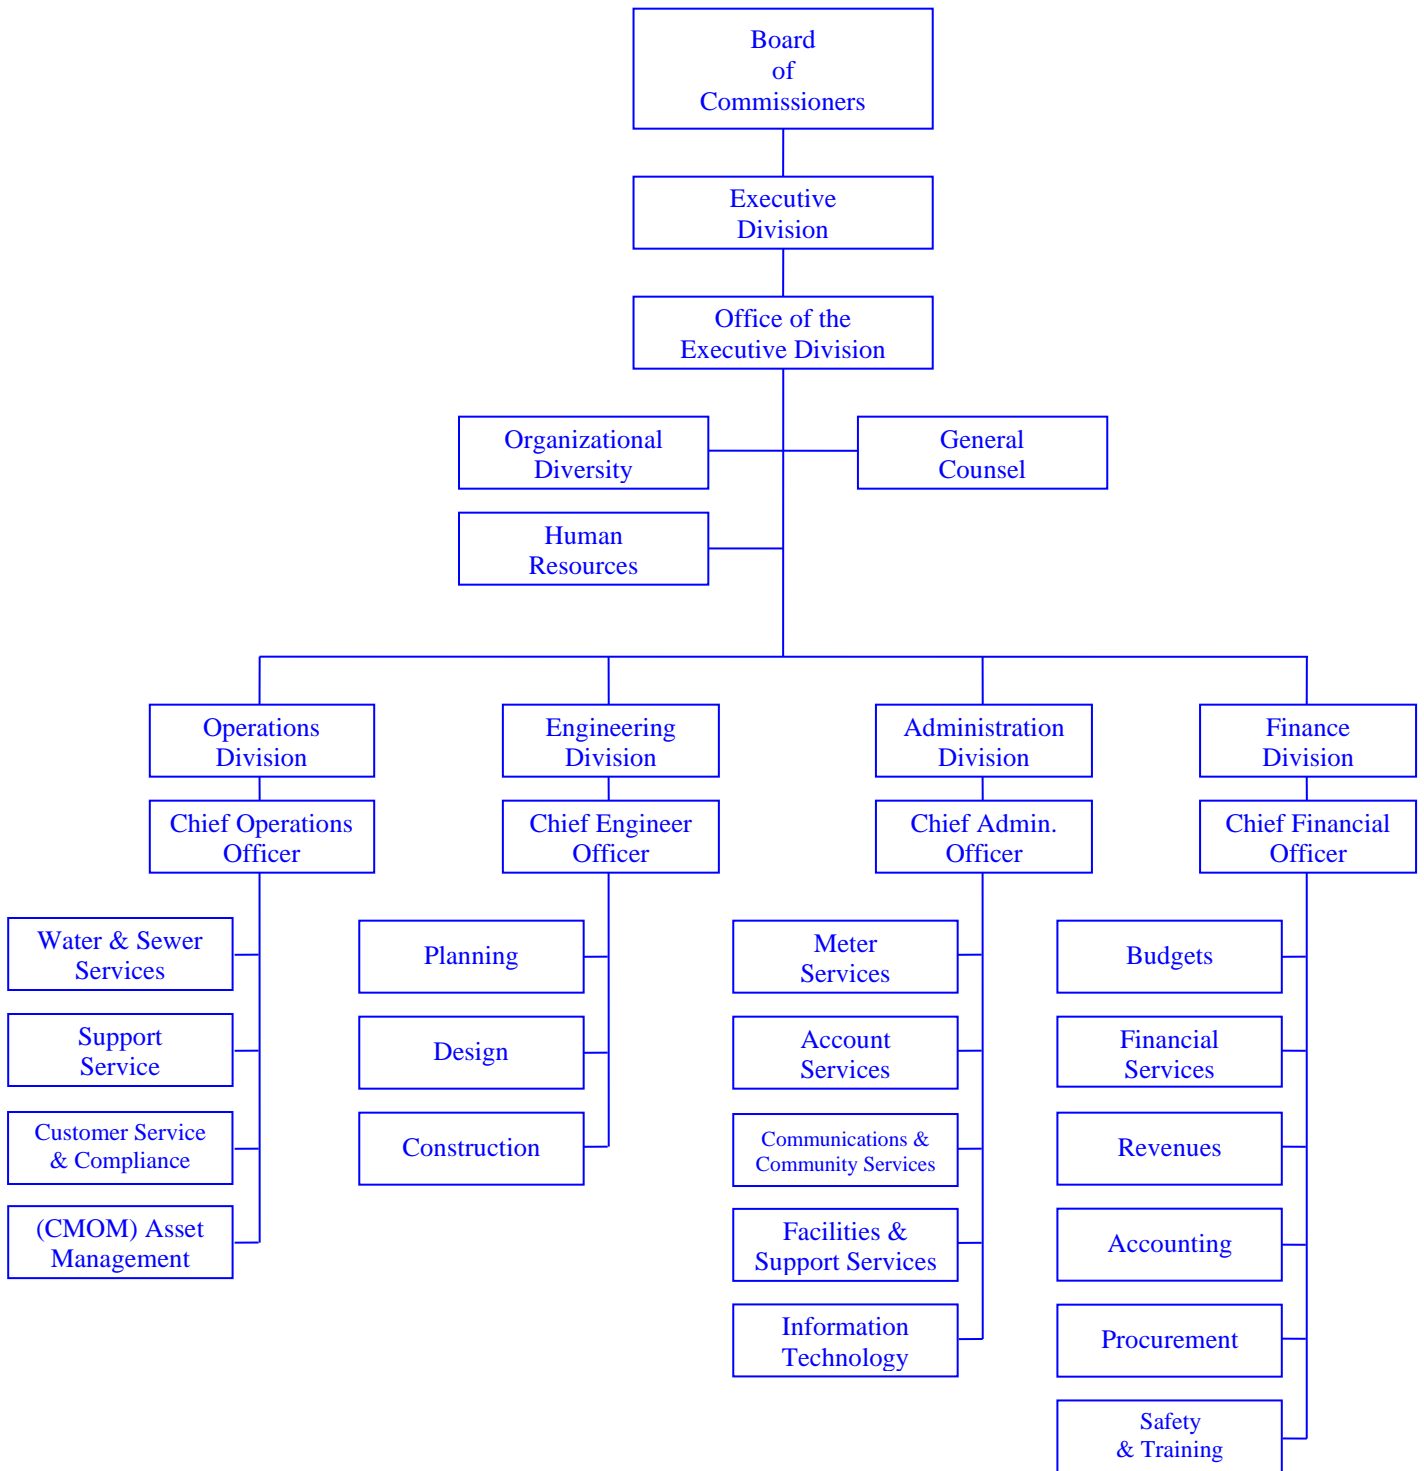 Board
of
Commissioners
Executive
Division
Office of the
Executive Division
Organizational
Diversity
General
Counsel
Human
Resources
Operations
Division
Engineering
Division
Administration
Division
Finance
Division
Chief Operations
Officer
Chief Engineer
Officer
Chief Admin.
Officer
Chief Financial
Officer
Water & Sewer
Services
Planning
Meter
Services
Budgets
Support
Service
Design
Account
Services
Financial
Services
Customer Service
& Compliance
Construction
Communications &
Community Services
Revenues
(CMOM) Asset
Management
Facilities &
Support Services
Accounting
Information
Technology
Procurement
Safety
& Training